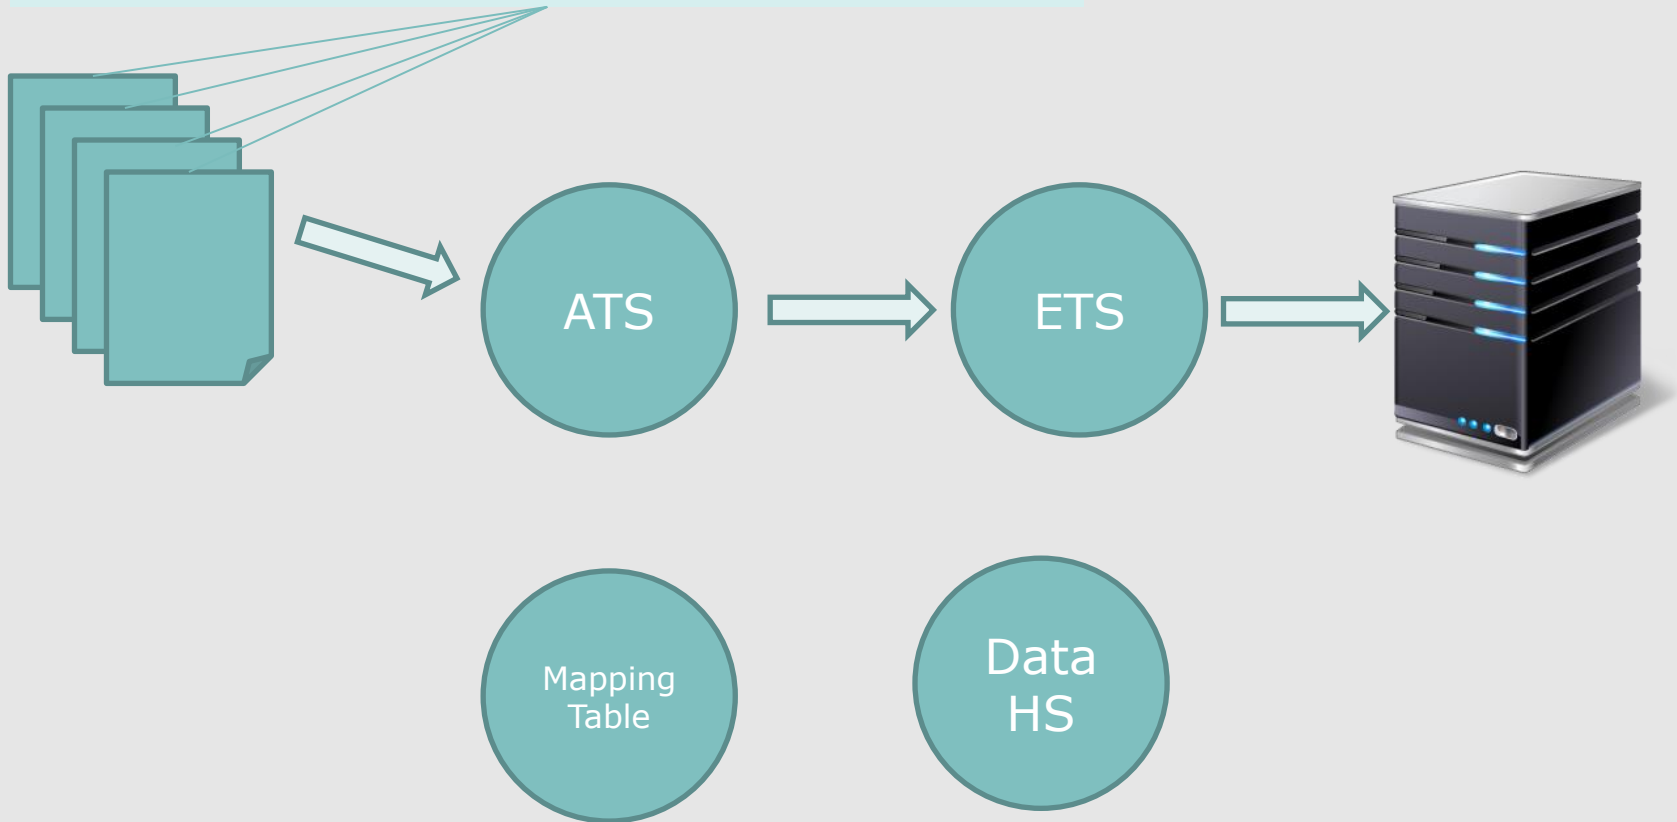 ATS
ETS
Mapping
Table
Data
HS